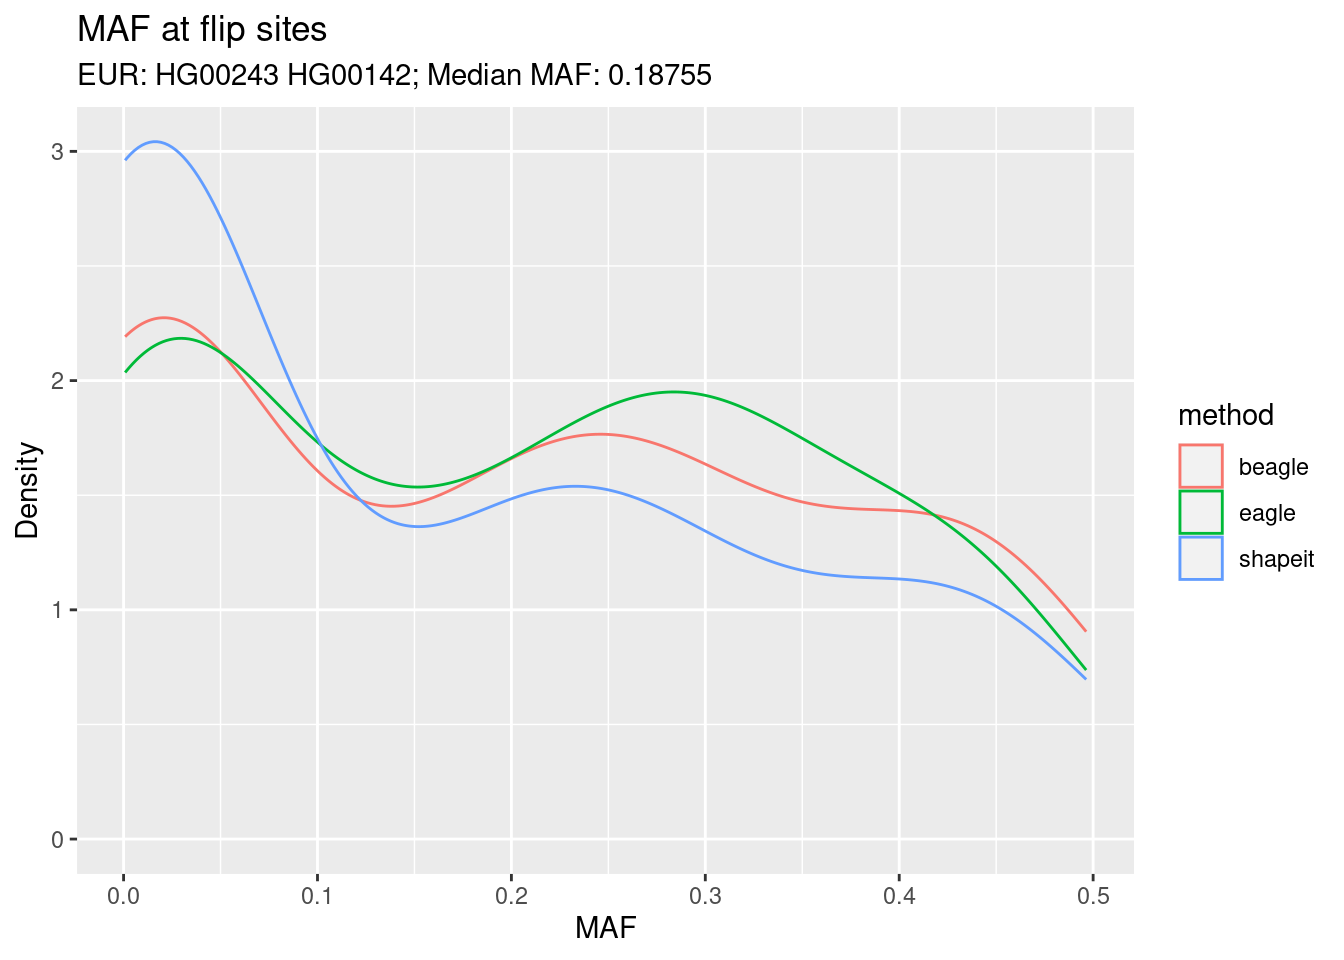 MAF at flip sites
EUR: HG00243 HG00142; Median MAF: 0.18755
3
2
1
0
Density
0.0 0.1 0.2 0.3 0.4 0.5
MAF
method
beagle
eagle
shapeit